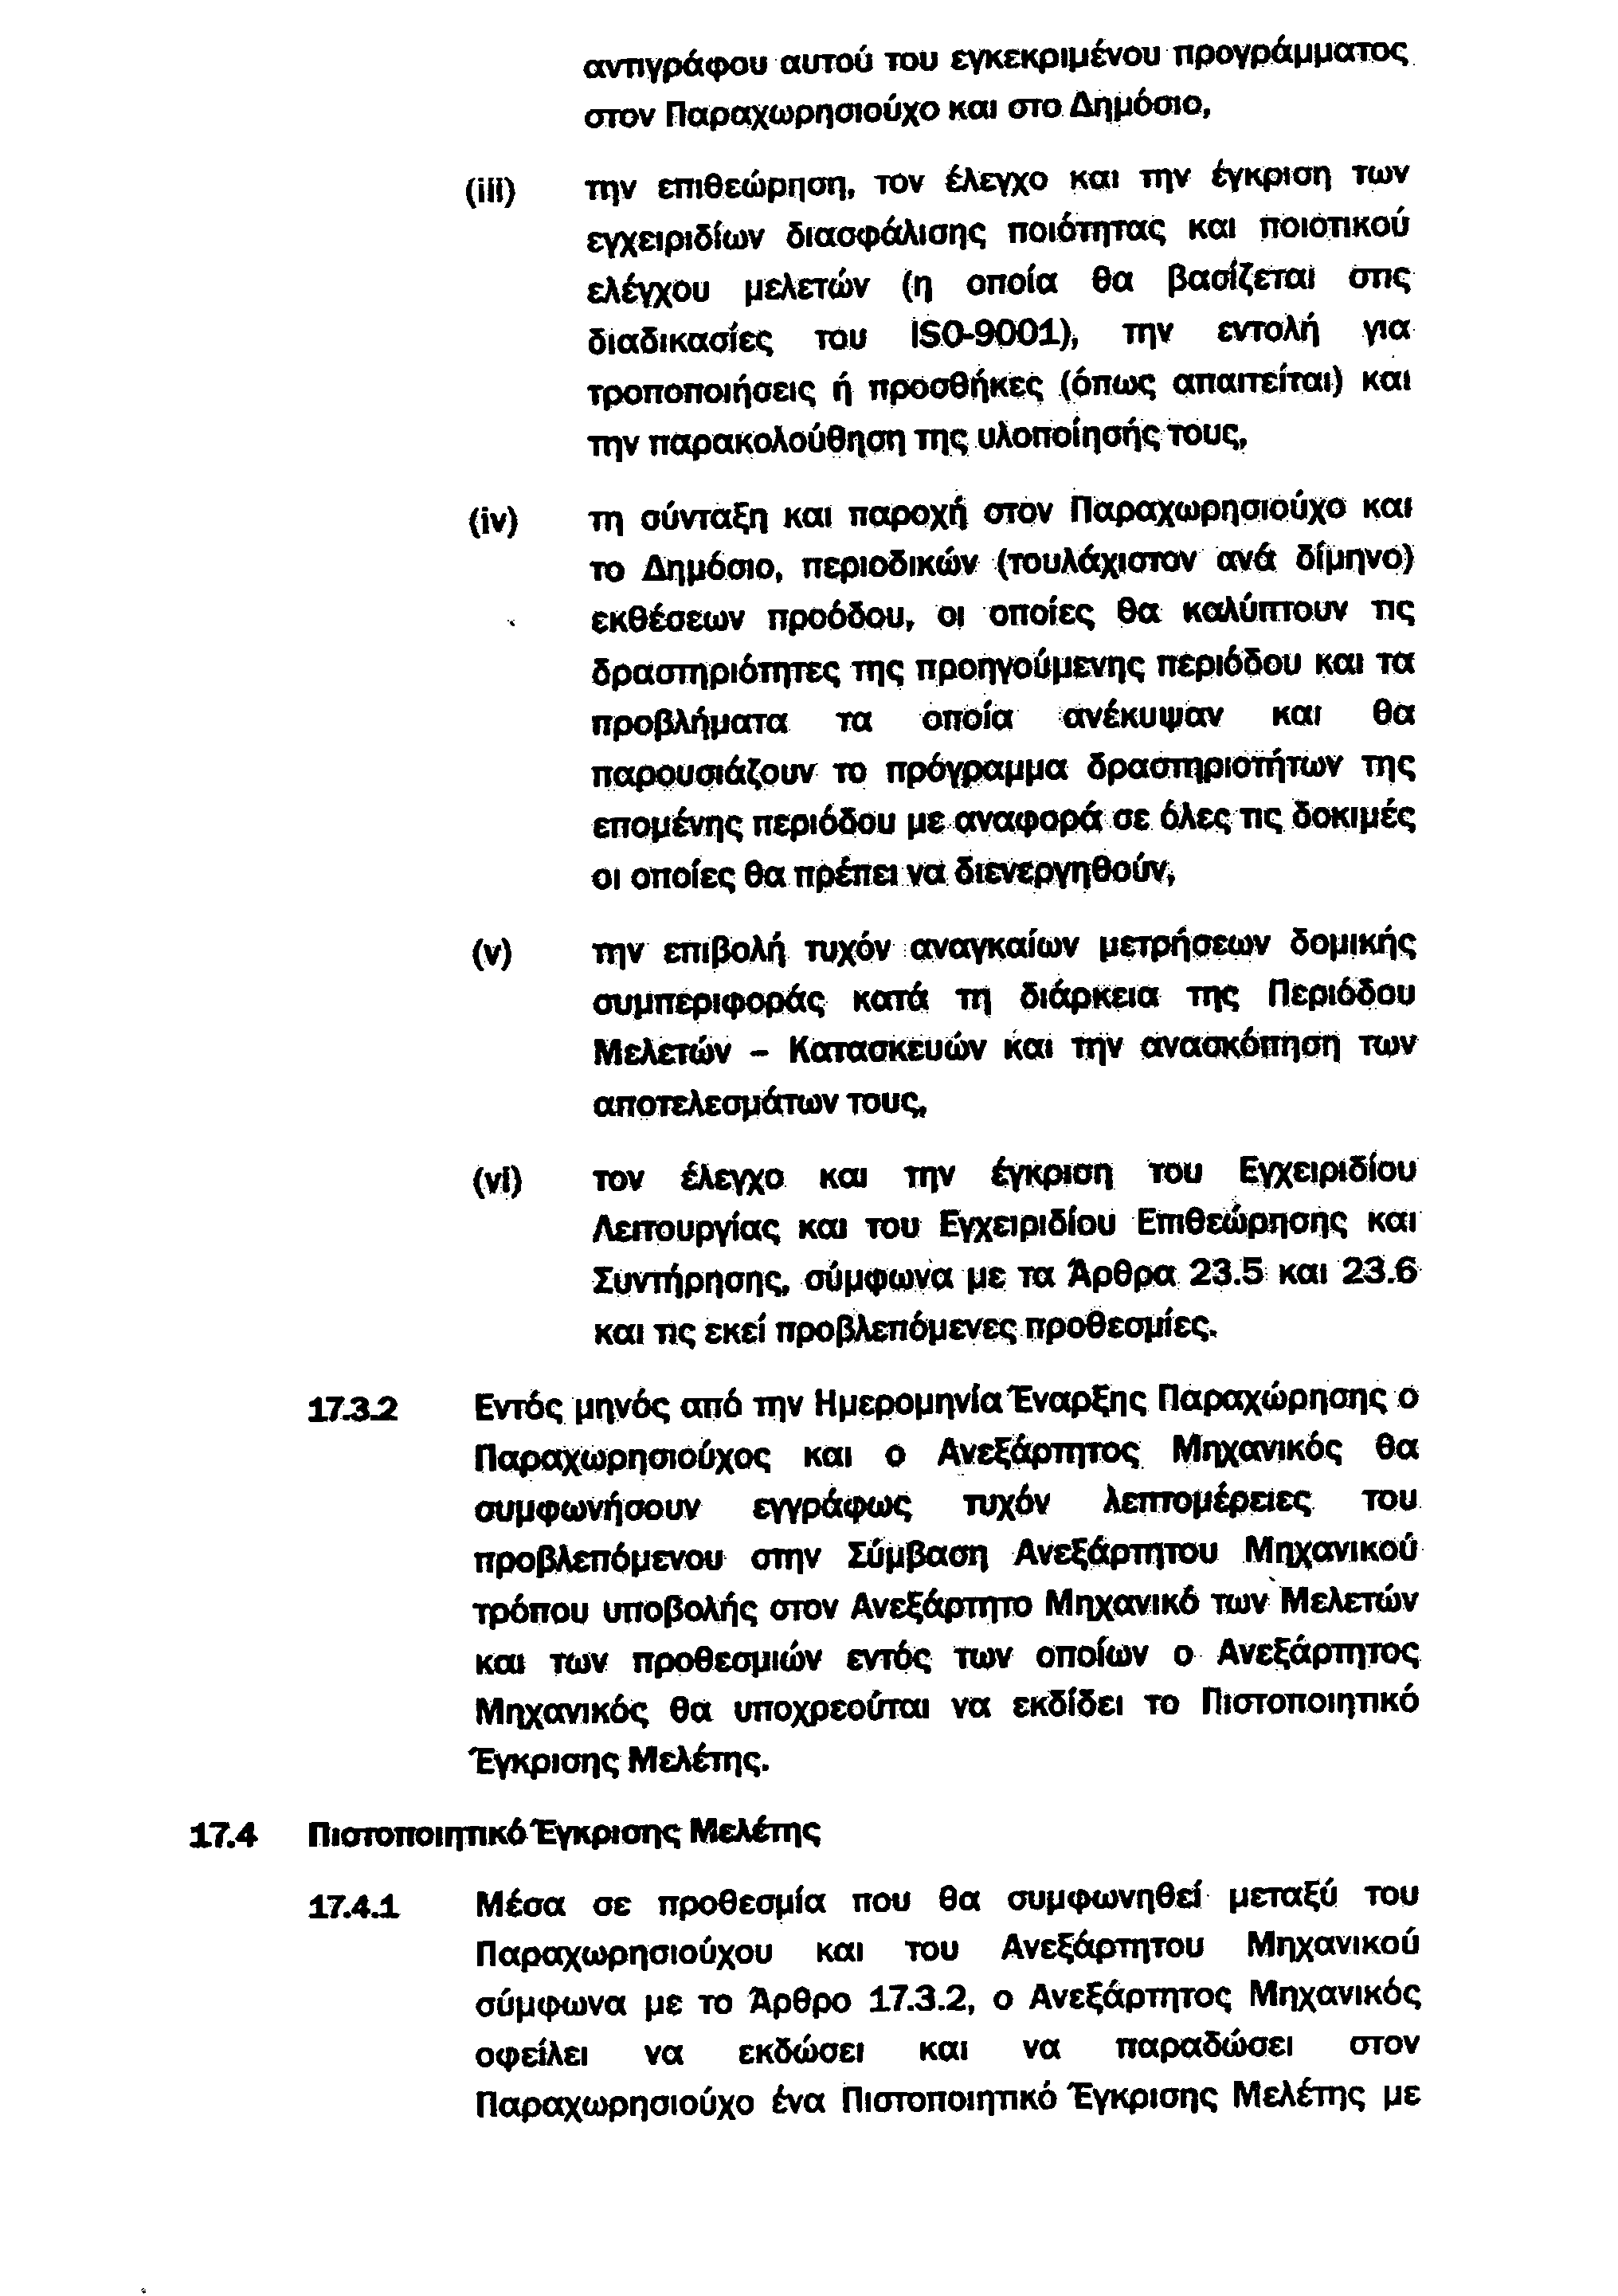 αντιγράφου αυτού του εγκεκριμένου προγράμματος
στον Παραχωρησιούχο και στο Δημόσιο,
(iii) την επιθεώρηση, τον έλεγχο και την έγκριση των
εγχειριδίων διασφάλισης ποιότητας και ποιοτικού
ελέγχου μελετών (η οποία θα βασίζεται στις
διαδικασίες του ISO-9001), την εντολή για
τροποποιήσεις ή προσθήκες (όπως απαιτείται) και
την παρακολούθηση της υλοποίησής τους,
(iv) τη σύνταξη και παροχή στον Παραχωρησιούχο και
το Δημόσιο, περιοδικών (τουλάχιστον ανά δίμηνο)
εκθέσεων προόδου, οι οποίες θα καλύπτουν τις
δραστηριότητες της προηγούμενης περιόδου και τα
προβλήματα τα οποία ανέκυψαν και θα
παρουσιάζουν το πρόγραμμα δραστηριοτήτων της
επομένης περιόδου με αναφορά σε όλες τις δοκιμές
οι οποίες θα πρέπει να διενεργηθούν,
(v) την επιβολή τυχόν αναγκαίων μετρήσεων δομικής
συμπεριφοράς κατά τη διάρκεια της Περιόδου
Μελετών – Κατασκευών και την ανασκόπηση των
αποτελεσμάτων τους,
(vi) τον έλεγχο και την έγκριση του Εγχειριδίου
Λειτουργίας και του Εγχειριδίου Επιθεώρησης και
Συντήρησης, σύμφωνα με τα Άρθρα 23.5 και 23.6
και τις εκεί προβλεπόμενες προθεσμίες.
17.3.2 Εντός μηνός από την Ημερομηνία Έναρξης Παραχώρησης ο
Παραχωρησιούχος και ο Ανεξάρτητος Μηχανικός θα
συμφωνήσουν εγγράφως τυχόν λεπτομέρειες του
προβλεπόμενου στην Σύμβαση Ανεξάρτητου Μηχανικού
τρόπου υποβολής στον Ανεξάρτητο Μηχανικό των Μελετών
και των προθεσμιών εντός των οποίων ο Ανεξάρτητος
Μηχανικός θα υποχρεούται να εκδίδει το Πιστοποιητικό
Έγκρισης Μελέτης.
17.4 Πιστοποιητικό Έγκρισης Μελέτης
17.4.1 Μέσα σε προθεσμία που θα συμφωνηθεί μεταξύ του
Παραχωρησιούχου και του Ανεξάρτητου Μηχανικού
σύμφωνα με το Άρθρο 17.3.2, ο Ανεξάρτητος Μηχανικός
οφείλει να εκδώσει και να παραδώσει στον
Παραχωρησιούχο ένα Πιστοποιητικό Έγκρισης Μελέτης με